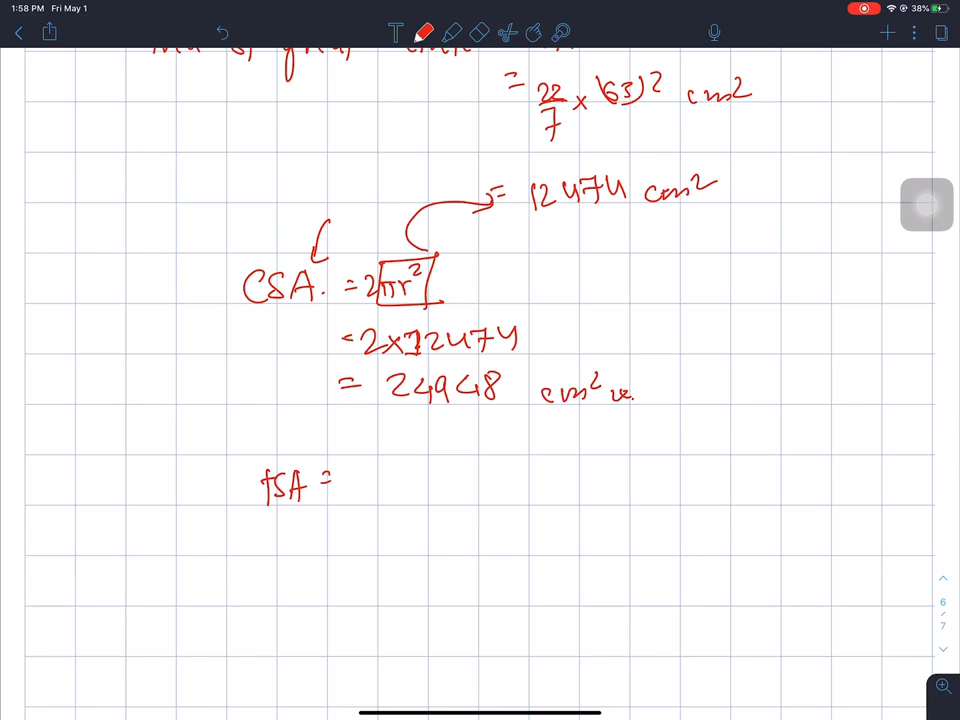 1:58 PM Fri May 1
38%
= 22/7 × (63)² cm²
= 12474 cm²
CSA. = 2πr²
= 2×12474
= 24948 cm²
TSA =
6
/
7